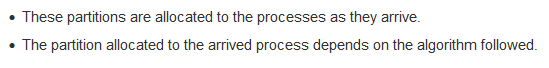 • These partitions are allocated to the processes as they arrive.
• The partition allocated to the arrived process depends on the algorithm followed.